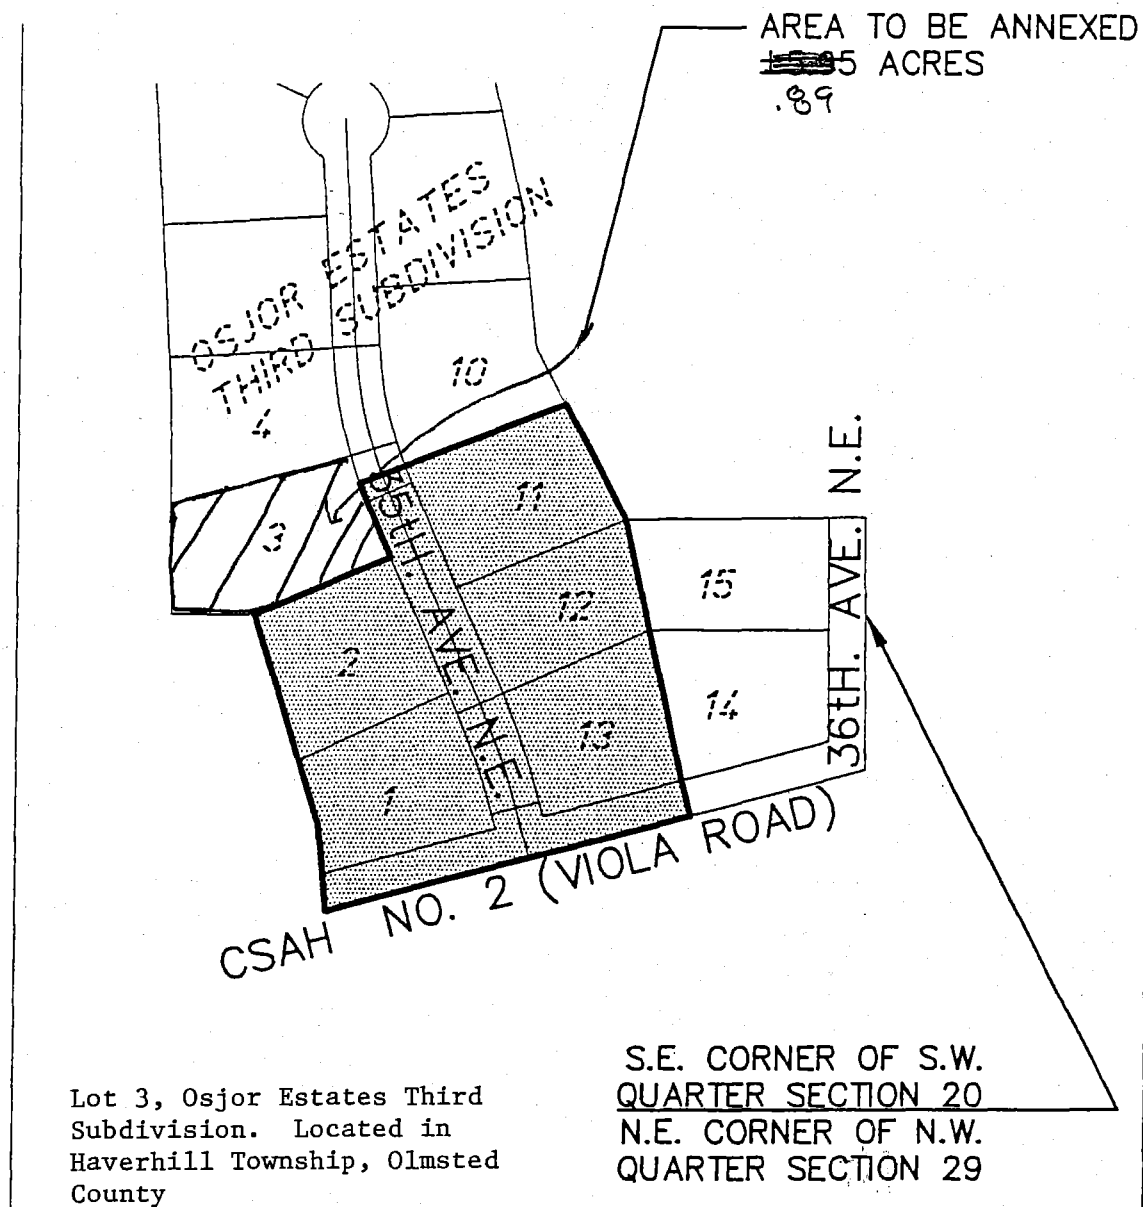 AREA TO BE ANNEXED
5 ACRES
.89
OSJOR ESTATES
THIRD SUBDIVISION
10
4
3
11
35tH. AVE. N.E.
12
15
2
14
13
1
36tH. AVE. N.E.
CSAH NO. 2 (VIOLA ROAD)
S.E. CORNER OF S.W.
QUARTER SECTION 20
N.E. CORNER OF N.W.
QUARTER SECTION 29
Lot 3, Osjor Estates Third
Subdivision. Located in
Haverhill Township, Olmsted
County